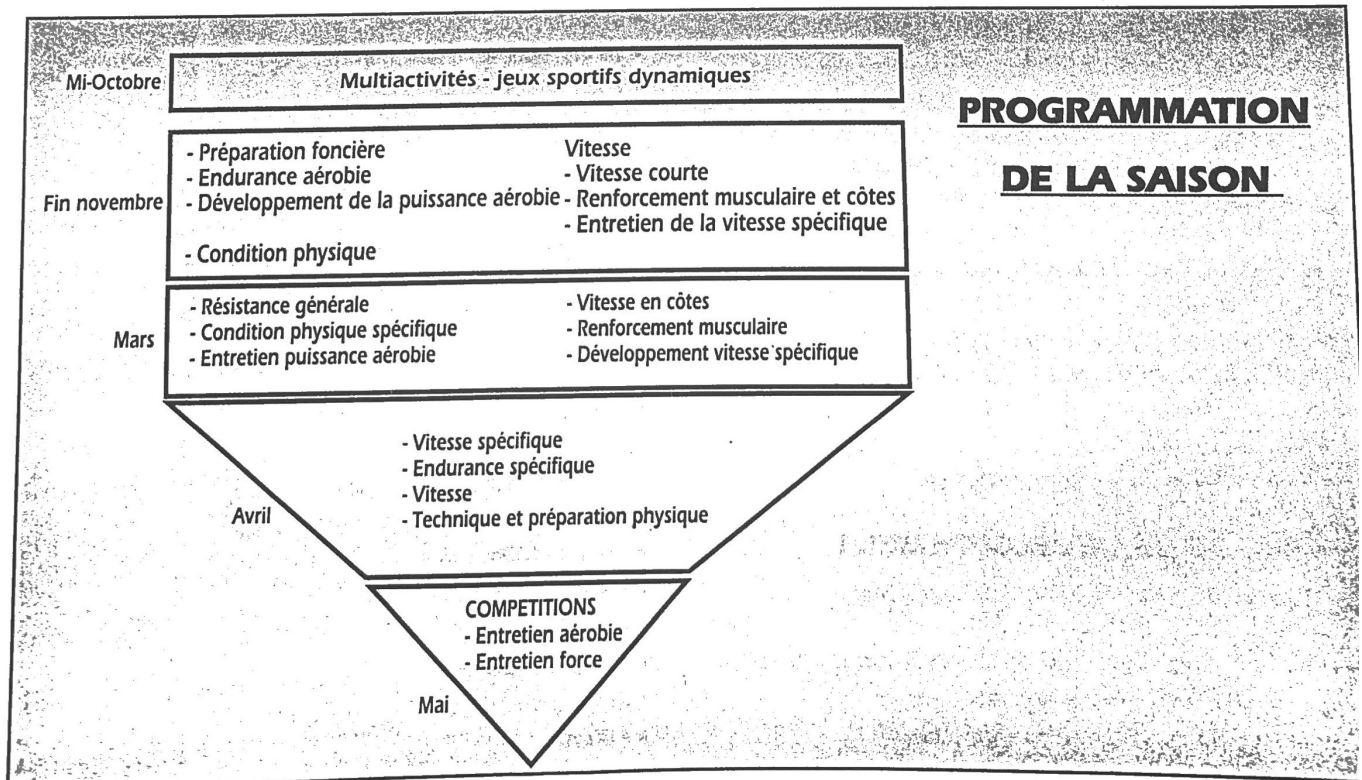 PROGRAMMATION
DE LA SAISON
Mi-Octobre
Multiactivités - jeux sportifs dynamiques
Fin novembre
- Préparation foncière
- Endurance aérobie
- Développement de la puissance aérobie
- Condition physique
Vitesse
- Vitesse courte
- Renforcement musculaire et côtes
- Entretien de la vitesse spécifique
Mars
- Résistance générale
- Condition physique spécifique
- Entretien puissance aérobie
- Vitesse en côtes
- Renforcement musculaire
- Développement vitesse spécifique
Avril
- Vitesse spécifique
- Endurance spécifique
- Vitesse
- Technique et préparation physique
Mai
COMPETITIONS
- Entretien aérobie
- Entretien force